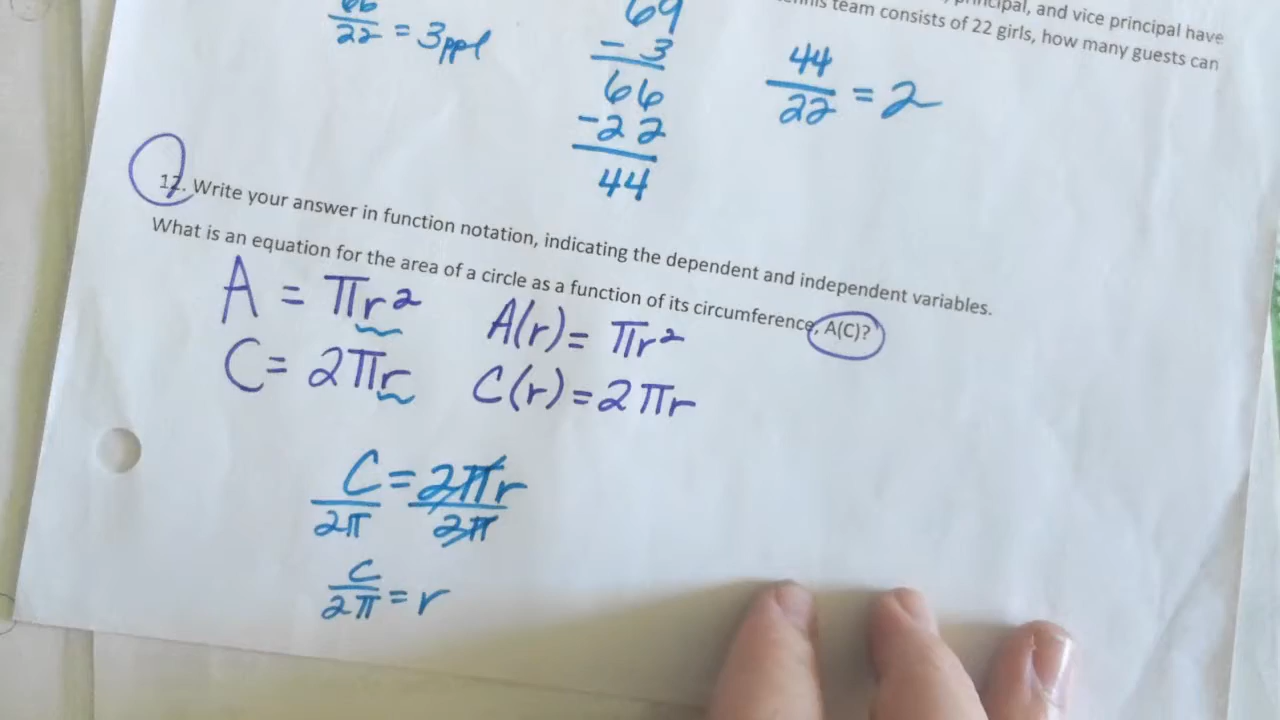 principal, and vice principal have
team consists of 22 girls, how many guests can
66/22 = 3ppl
69
- 3
66
-22
44
44/22 = 2
12. Write your answer in function notation, indicating the dependent and independent variables.
What is an equation for the area of a circle as a function of its circumference, A(C)?
A = πr²
A(r) = πr²
C = 2πr
C(r) = 2πr
C/2π = 2πr/2π
C/2π = r